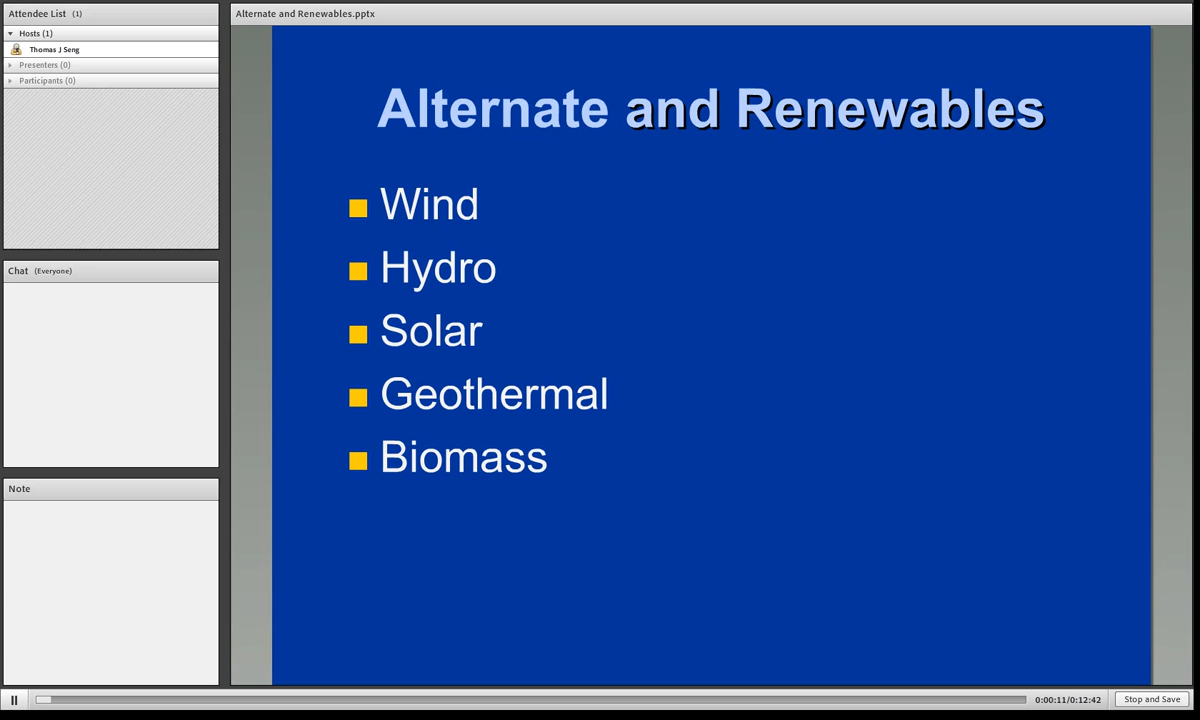 Attendee List (1)
Hosts (1)
Thomas J Seng
Presenters (0)
Participants (0)
Chat (Everyone)
Note
Alternate and Renewables.pptx
Alternate and Renewables
Wind
Hydro
Solar
Geothermal
Biomass
0:00:11/0:12:42
Stop and Save